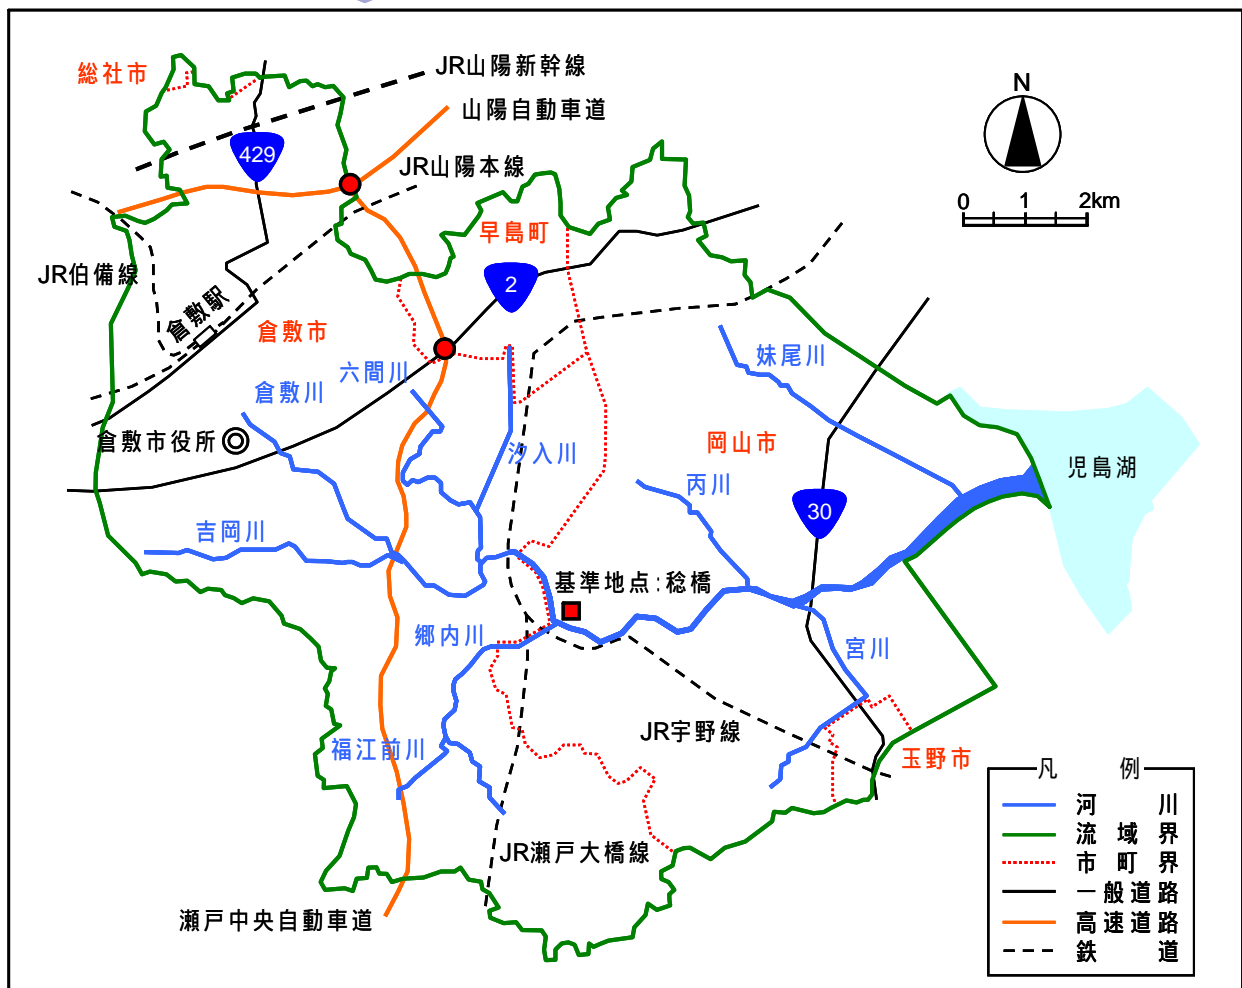 総社市
JR山陽新幹線
山陽自動車道
N
429
JR山陽本線
0 1 2km
早島町
JR伯備線
2
倉敷駅
倉敷市
六間川
妹尾川
倉敷川
倉敷市役所
汐入川
岡山市
児島湖
丙川
30
吉岡川
基準地点:稔橋
郷内川
宮川
JR宇野線
福江前川
玉野市
凡例
河川
流域界
市町界
一般道路
高速道路
鉄道
JR瀬戸大橋線
瀬戸中央自動車道